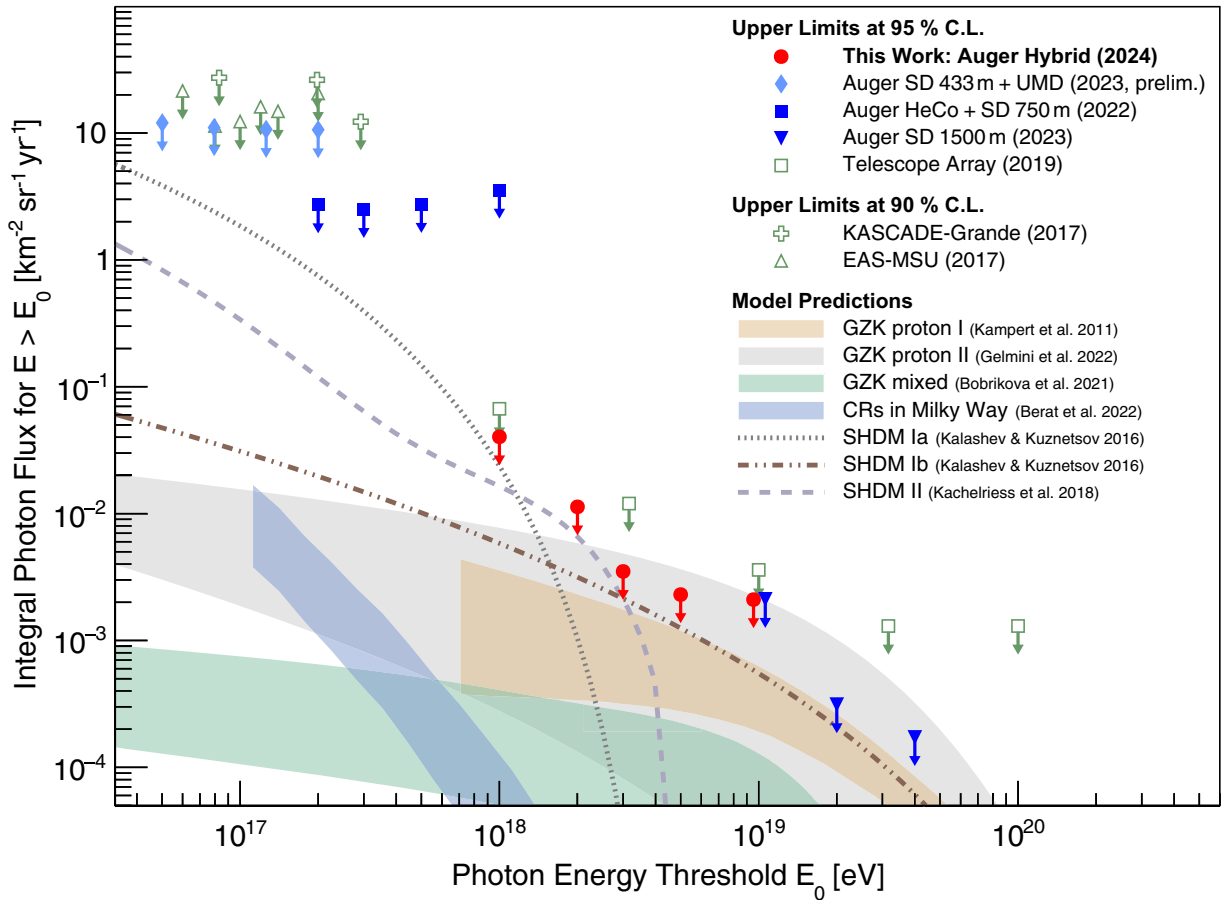 Upper Limits at 95 % C.L.
This Work: Auger Hybrid (2024)
Auger SD 433 m + UMD (2023, prelim.)
Auger HeCo + SD 750 m (2022)
Auger SD 1500 m (2023)
Telescope Array (2019)
Upper Limits at 90 % C.L.
KASCADE-Grande (2017)
EAS-MSU (2017)
Model Predictions
GZK proton I (Kampert et al. 2011)
GZK proton II (Gelmini et al. 2022)
GZK mixed (Bobrikova et al. 2021)
CRs in Milky Way (Berat et al. 2022)
SHDM Ia (Kalashev & Kuznetsov 2016)
SHDM Ib (Kalashev & Kuznetsov 2016)
SHDM II (Kachelriess et al. 2018)
Integral Photon Flux for E > E₀ [km⁻² sr⁻¹ yr⁻¹]
10
1
10⁻¹
10⁻²
10⁻³
10⁻⁴
10¹⁷
10¹⁸
10¹⁹
10²⁰
Photon Energy Threshold E₀ [eV]